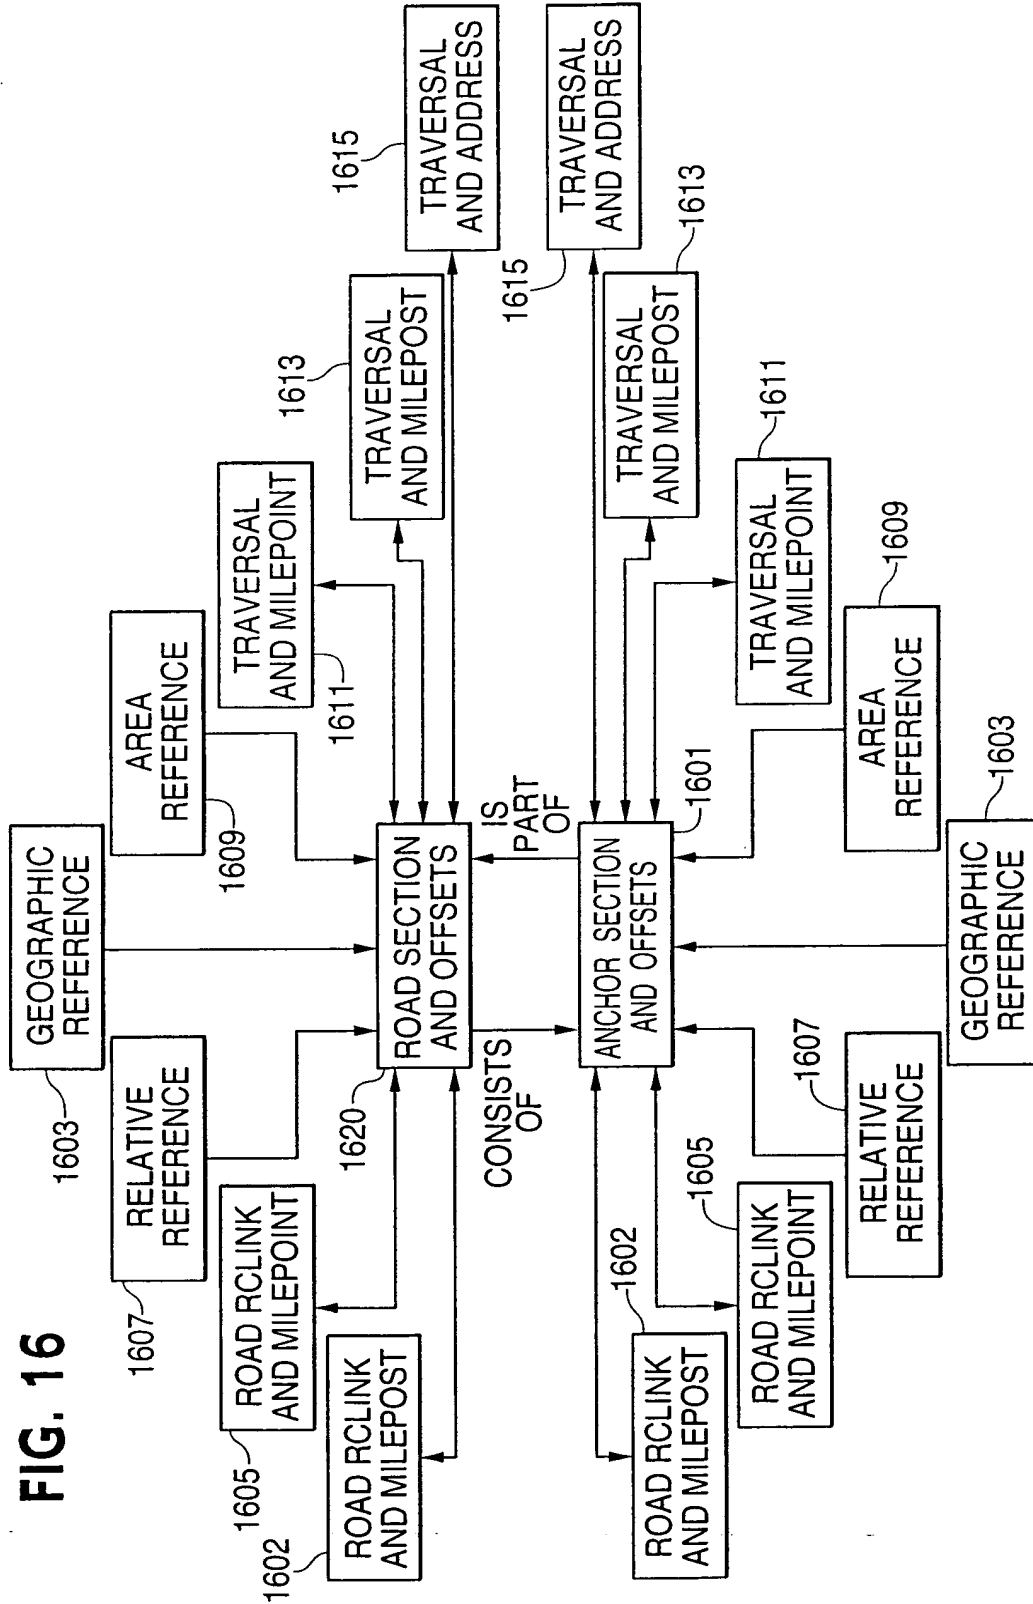 FIG. 16
GEOGRAPHIC
REFERENCE
1603
RELATIVE
REFERENCE
1607
AREA
REFERENCE
1609
ROAD RCLINK
AND MILEPOINT
1605
TRAVERSAL
AND MILEPOINT
1611
ROAD RCLINK
AND MILEPOST
1602
TRAVERSAL
AND MILEPOST
1613
TRAVERSAL
AND ADDRESS
1615
ROAD SECTION
AND OFFSETS
1620
CONSISTS
OF
IS
PART
OF
ANCHOR SECTION
AND OFFSETS
1601
TRAVERSAL
AND ADDRESS
1615
ROAD RCLINK
AND MILEPOST
1602
TRAVERSAL
AND MILEPOST
1613
ROAD RCLINK
AND MILEPOINT
1605
TRAVERSAL
AND MILEPOINT
1611
RELATIVE
REFERENCE
1607
AREA
REFERENCE
1609
GEOGRAPHIC
REFERENCE
1603